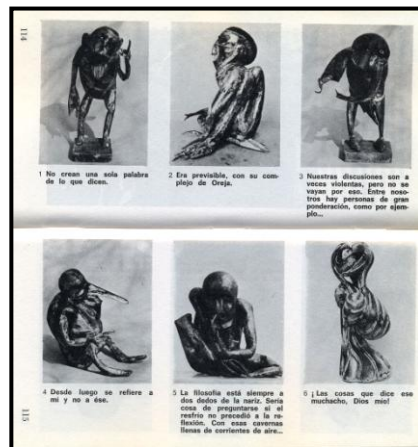 114
1 No crean una sola palabra
de lo que dicen.
2 Era previsible, con su com-
plejo de Oreja.
3 Nuestras discusiones son a
veces violentas, pero no se
vayan por eso. Entre noso-
tros hay personas de gran
ponderación, como por ejem-
plo...
4 Desde luego se refiere a
mí y no a ése.
5 La filosofía está siempre a
dos dedos de la nariz. Sería
cosa de preguntarse si el
resfrío no precedió a la re-
flexión. Con esas cavernas
llenas de corrientes de aire...
6 ¡Las cosas que dice ese
muchacho, Dios mío!
115